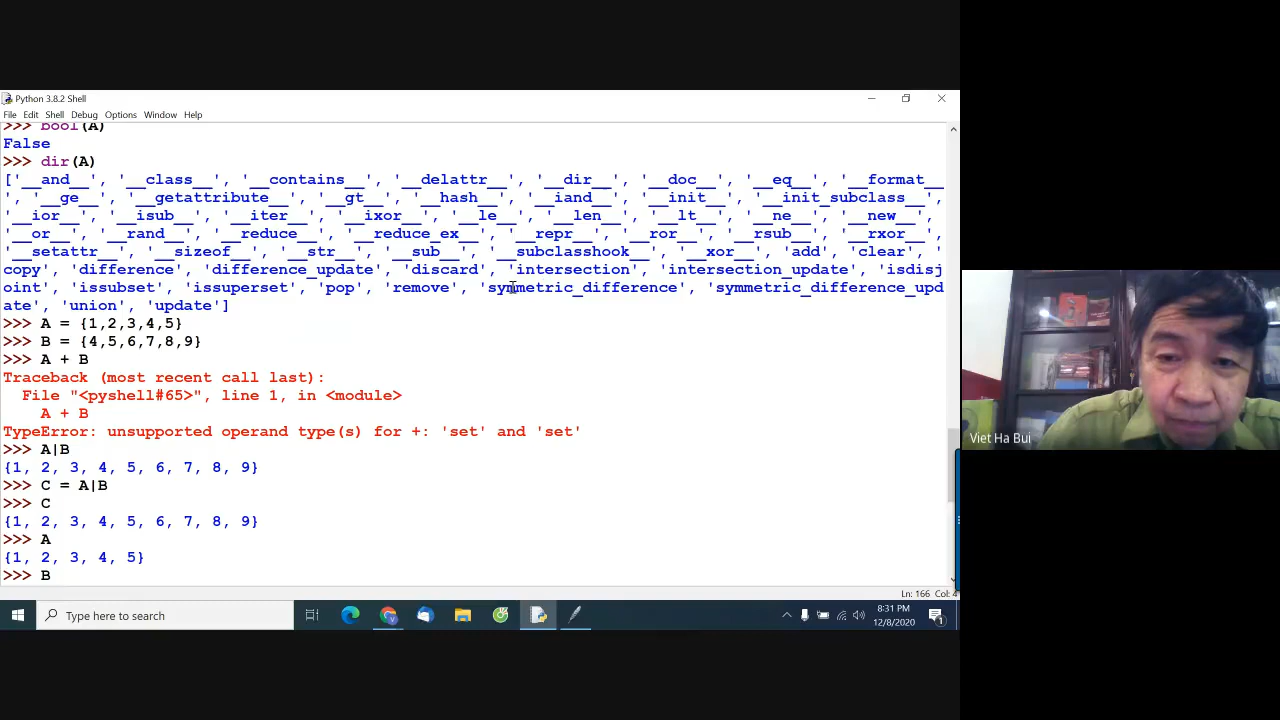 Python 3.8.2 Shell
File Edit Shell Debug Options Window Help
>>> bool(A)
False
>>> dir(A)
['__and__', '__class__', '__contains__', '__delattr__', '__dir__', '__doc__', '__eq__', '__format__
', '__ge__', '__getattribute__', '__gt__', '__hash__', '__iand__', '__init__', '__init_subclass__',
'__ior__', '__isub__', '__iter__', '__ixor__', '__le__', '__len__', '__lt__', '__ne__', '__new__',
'__or__', '__rand__', '__reduce__', '__reduce_ex__', '__repr__', '__ror__', '__rsub__', '__rxor__',
'__setattr__', '__sizeof__', '__str__', '__sub__', '__subclasshook__', '__xor__', 'add', 'clear', '
copy', 'difference', 'difference_update', 'discard', 'intersection', 'intersection_update', 'isdisj
oint', 'issubset', 'issuperset', 'pop', 'remove', 'symmetric_difference', 'symmetric_difference_upd
ate', 'union', 'update']
>>> A = {1,2,3,4,5}
>>> B = {4,5,6,7,8,9}
>>> A + B
Traceback (most recent call last):
File "<pyshell#65>", line 1, in <module>
A + B
TypeError: unsupported operand type(s) for +: 'set' and 'set'
>>> A|B
{1, 2, 3, 4, 5, 6, 7, 8, 9}
>>> C = A|B
>>> C
{1, 2, 3, 4, 5, 6, 7, 8, 9}
>>> A
{1, 2, 3, 4, 5}
>>> B
Ln: 166 Col: 4
Viet Ha Bui
Type here to search
8:31 PM
12/8/2020
1